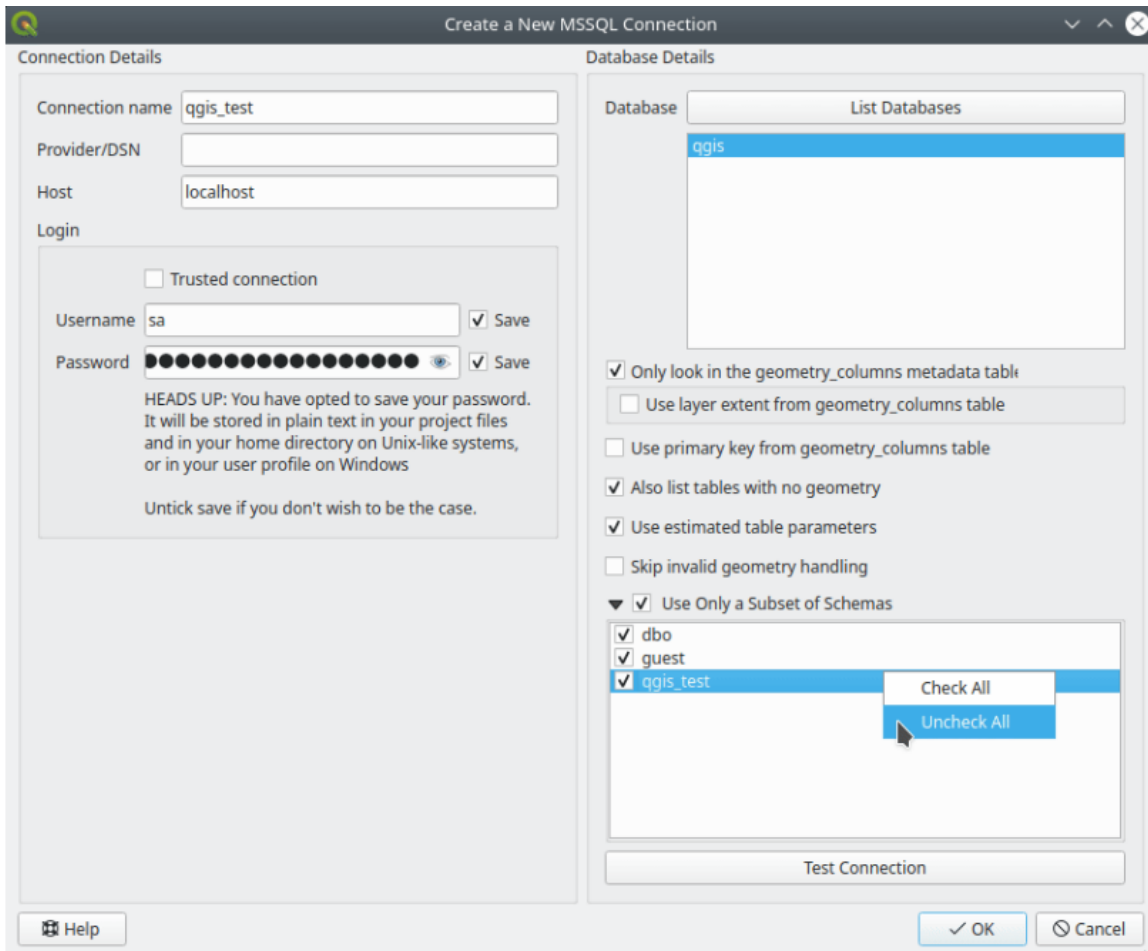 Create a New MSSQL Connection
Connection Details
Connection name qgis_test
Provider/DSN
Host localhost
Login
Trusted connection
Username sa Save
Password Save
HEADS UP: You have opted to save your password.
It will be stored in plain text in your project files
and in your home directory on Unix-like systems,
or in your user profile on Windows
Untick save if you don't wish to be the case.
Database Details
Database List Databases
qgis
Only look in the geometry_columns metadata table
Use layer extent from geometry_columns table
Use primary key from geometry_columns table
Also list tables with no geometry
Use estimated table parameters
Skip invalid geometry handling
Use Only a Subset of Schemas
dbo
guest
qgis_test
Check All
Uncheck All
Test Connection
Help
OK
Cancel